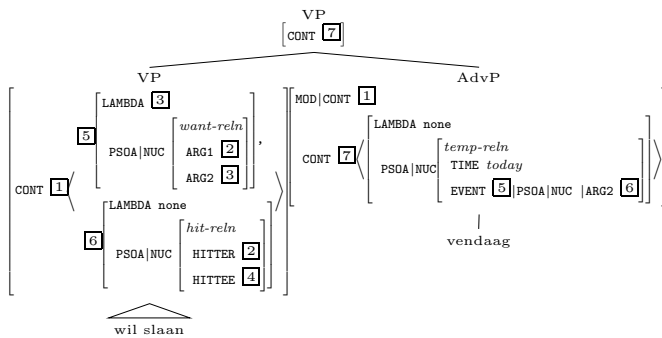 VP
[CONT 7]
VP
AdvP
LAMBDA 3
5
want-reln
PSOA|NUC
ARG1 2
ARG2 3
,
CONT 1
LAMBDA none
6
hit-reln
PSOA|NUC
HITTER 2
HITTEE 4
wil slaan
MOD|CONT 1
LAMBDA none
CONT 7
temp-reln
PSOA|NUC
TIME today
EVENT 5|PSOA|NUC |ARG2 6
vendaag